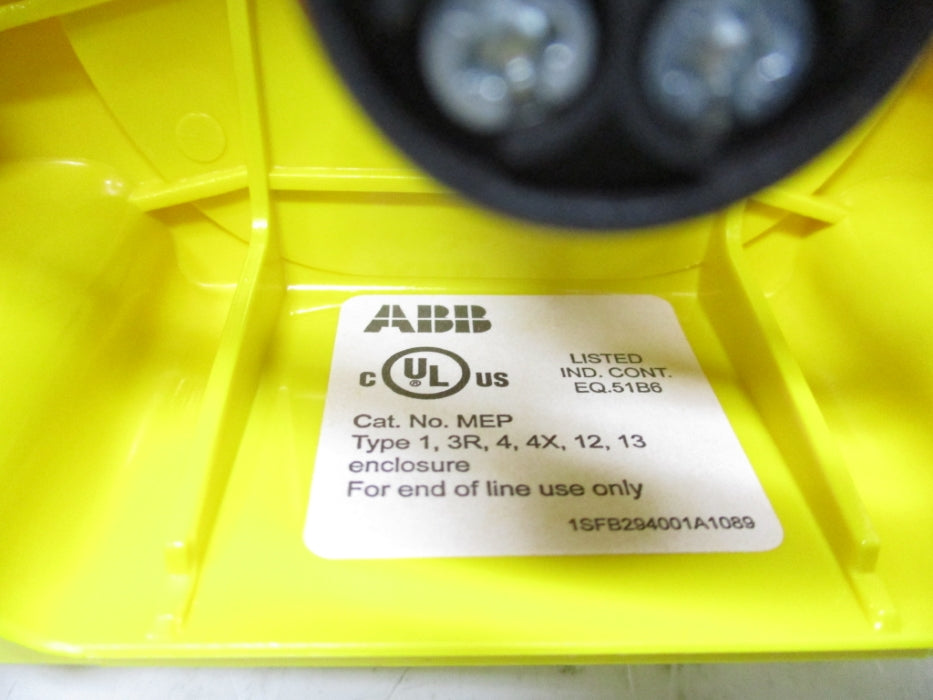 ABB
C UL US
®
LISTED
IND. CONT.
EQ.51B6
Cat. No. MEP
Type 1, 3R, 4, 4X, 12, 13
enclosure
For end of line use only
1SFB294001A1089